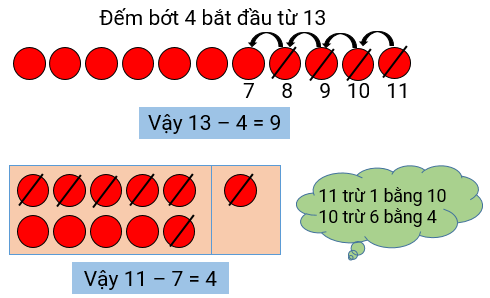 Đếm bớt 4 bắt đầu từ 13
7 8 9 10 11
Vậy 13 – 4 = 9
11 trừ 1 bằng 10
10 trừ 6 bằng 4
Vậy 11 – 7 = 4